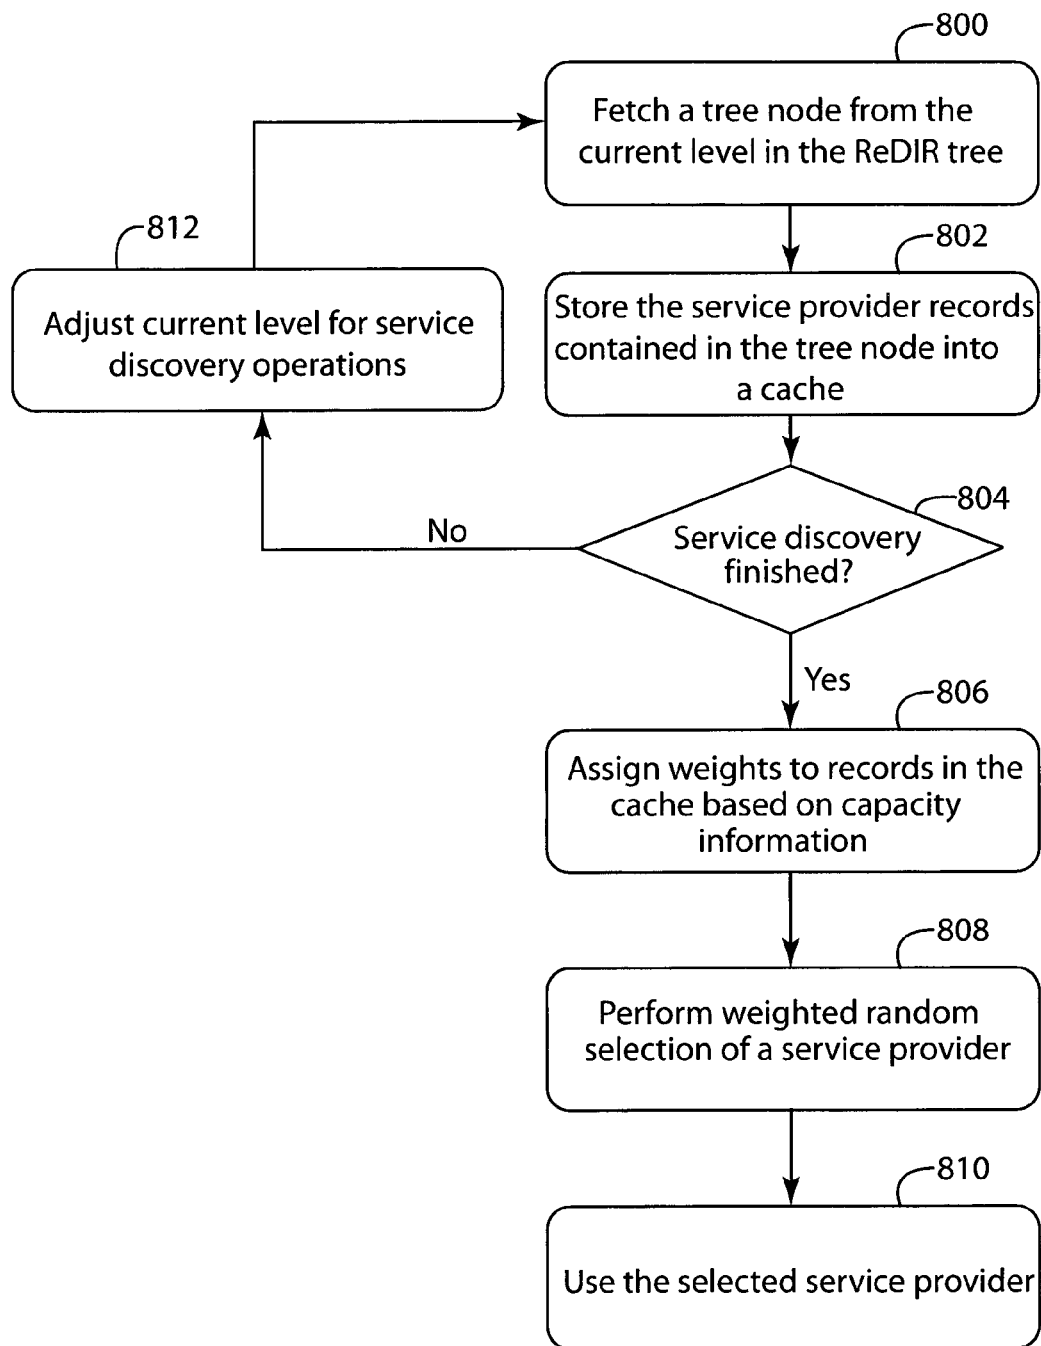 800
Fetch a tree node from the
current level in the ReDIR tree
812
Adjust current level for service
discovery operations
802
Store the service provider records
contained in the tree node into
a cache
804
Service discovery
finished?
No
Yes
806
Assign weights to records in the
cache based on capacity
information
808
Perform weighted random
selection of a service provider
810
Use the selected service provider